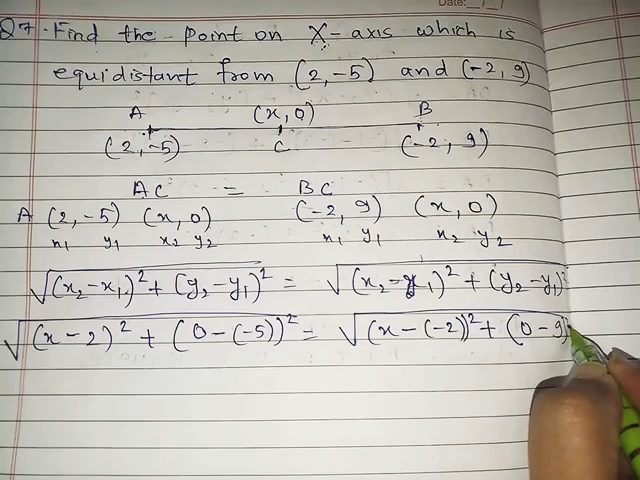 Date: / /
Q7. Find the point on X-axis which is
equidistant from (2, -5) and (-2, 9)
A (x, 0) B
(2, -5) C (-2, 9)
AC = BC
A (2, -5) (x, 0) (-2, 9) (x, 0)
x₁ y₁ x₂ y₂ x₁ y₁ x₂ y₂
√(x₂-x₁)² + (y₂-y₁)² = √(x₂-x₁)² + (y₂-y₁)²
√(x-2)² + (0-(-5))² = √(x-(-2))² + (0-9)²